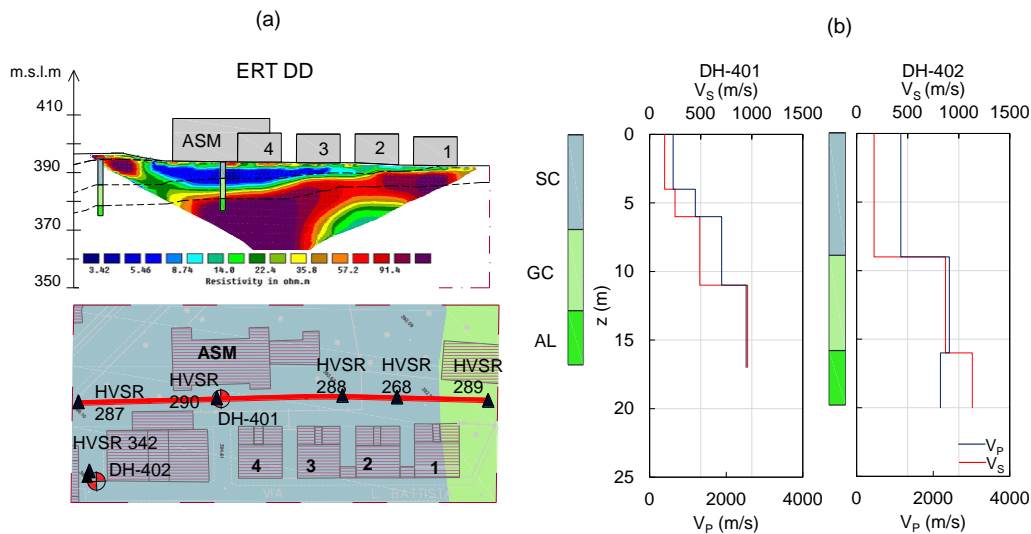 (a)
(b)
m.s.l.m
ERT DD
410
390
370
350
ASM
4
3
2
1
3.42 5.46 8.74 14.0 22.4 35.8 57.2 91.4
Resistivity in ohm.m
ASM
HVSR
287
HVSR
290
HVSR
288
HVSR
268
HVSR
289
DH-401
HVSR 342
DH-402
4
3
2
1
VIA
L. BATTIST
SC
GC
AL
DH-401
VS (m/s)
0 500 1000 1500
z (m)
0
5
10
15
20
25
0 2000 4000
VP (m/s)
DH-402
VS (m/s)
0 500 1000 1500
VP
VS
0 2000 4000
VP (m/s)